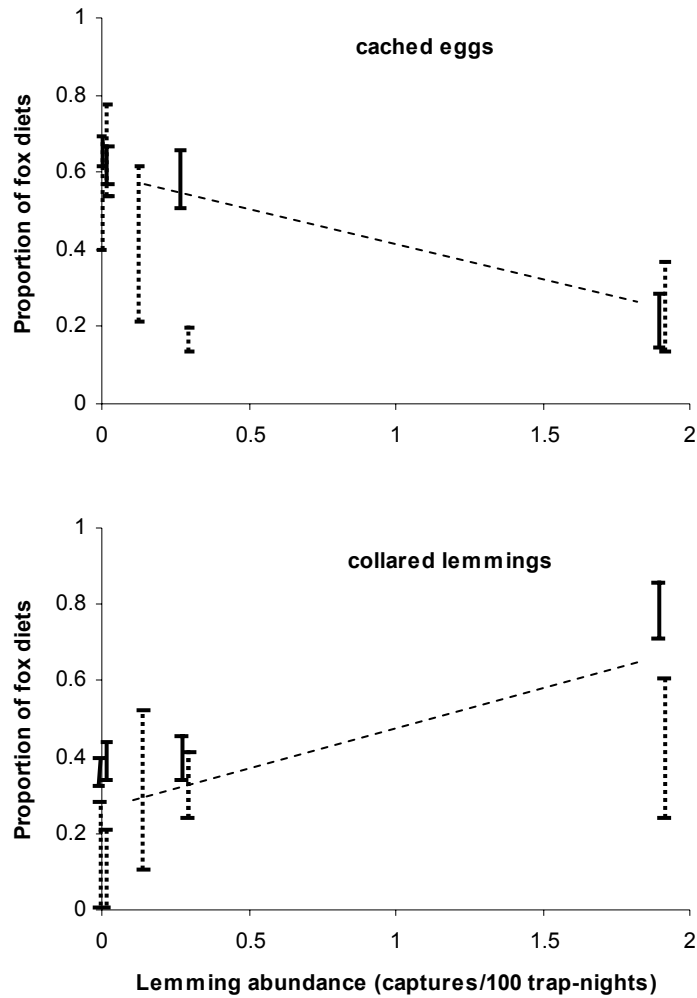 cached eggs
Proportion of fox diets
1
0.8
0.6
0.4
0.2
0
0 0.5 1 1.5 2
collared lemmings
Proportion of fox diets
1
0.8
0.6
0.4
0.2
0
0 0.5 1 1.5 2
Lemming abundance (captures/100 trap-nights)